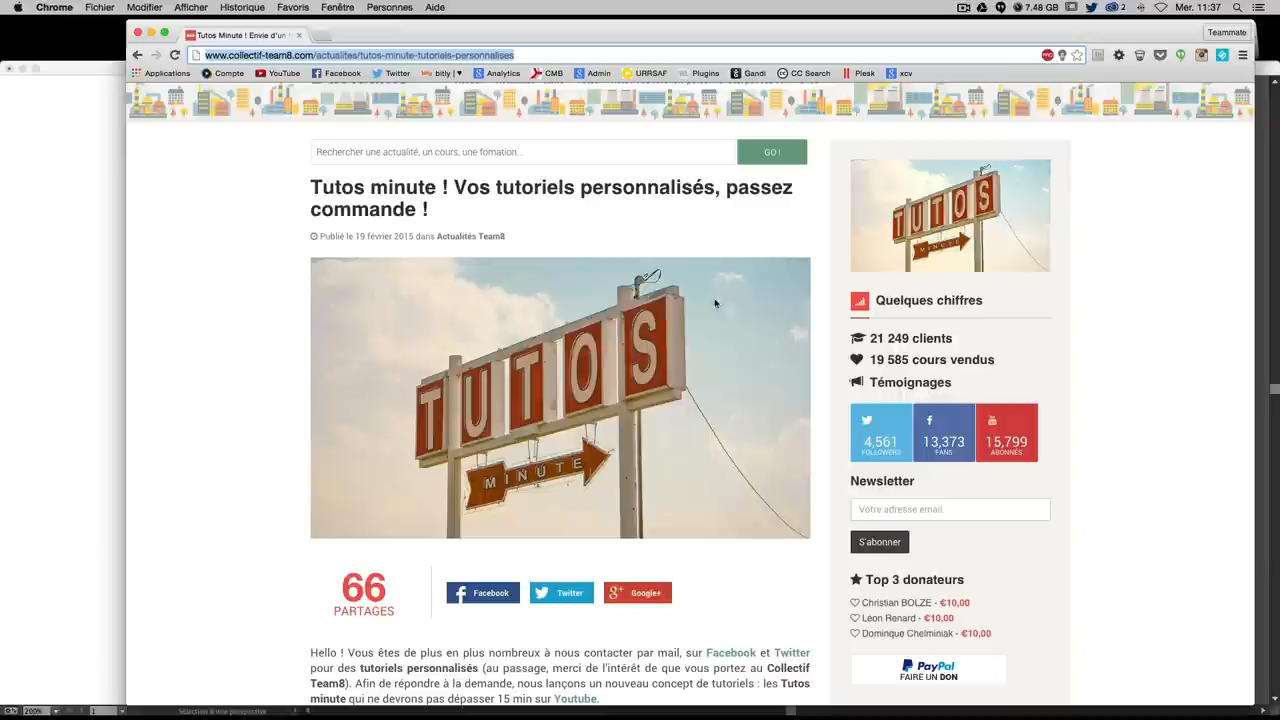 Chrome Fichier Modifier Afficher Historique Favoris Fenêtre Personnes Aide 7.48 GB 2 Mer. 11:37
Tutos Minute ! Envie d'un t
Teammate
www.collectif-team8.com/actualites/tutos-minute-tutoriels-personnalises
Applications Compte YouTube Facebook Twitter bitly | ♥ Analytics CMB Admin URRSAF Plugins Gandi CC Search Plesk xcv
Rechercher une actualité, un cours, une fomation...
GO !
Tutos minute ! Vos tutoriels personnalisés, passez
commande !
Publié le 19 février 2015 dans Actualités Team8
TUTOS
MINUTE
66
PARTAGES
Facebook
Twitter
Google+
Hello ! Vous êtes de plus en plus nombreux à nous contacter par mail, sur Facebook et Twitter
pour des tutoriels personnalisés (au passage, merci de l'intérêt de que vous portez au Collectif
Team8). Afin de répondre à la demande, nous lançons un nouveau concept de tutoriels : les Tutos
minute qui ne devrons pas dépasser 15 min sur Youtube.
TUTOS
MINUTE
Quelques chiffres
21 249 clients
19 585 cours vendus
Témoignages
4,561
FOLLOWERS
13,373
FANS
15,799
ABONNÉS
Newsletter
Votre adresse email
S'abonner
Top 3 donateurs
Christian BOLZE - €10,00
Léon Renard - €10,00
Dominque Chelminiak - €10,00
PayPal
FAIRE UN DON
200%
1
Sélection d'une perspective